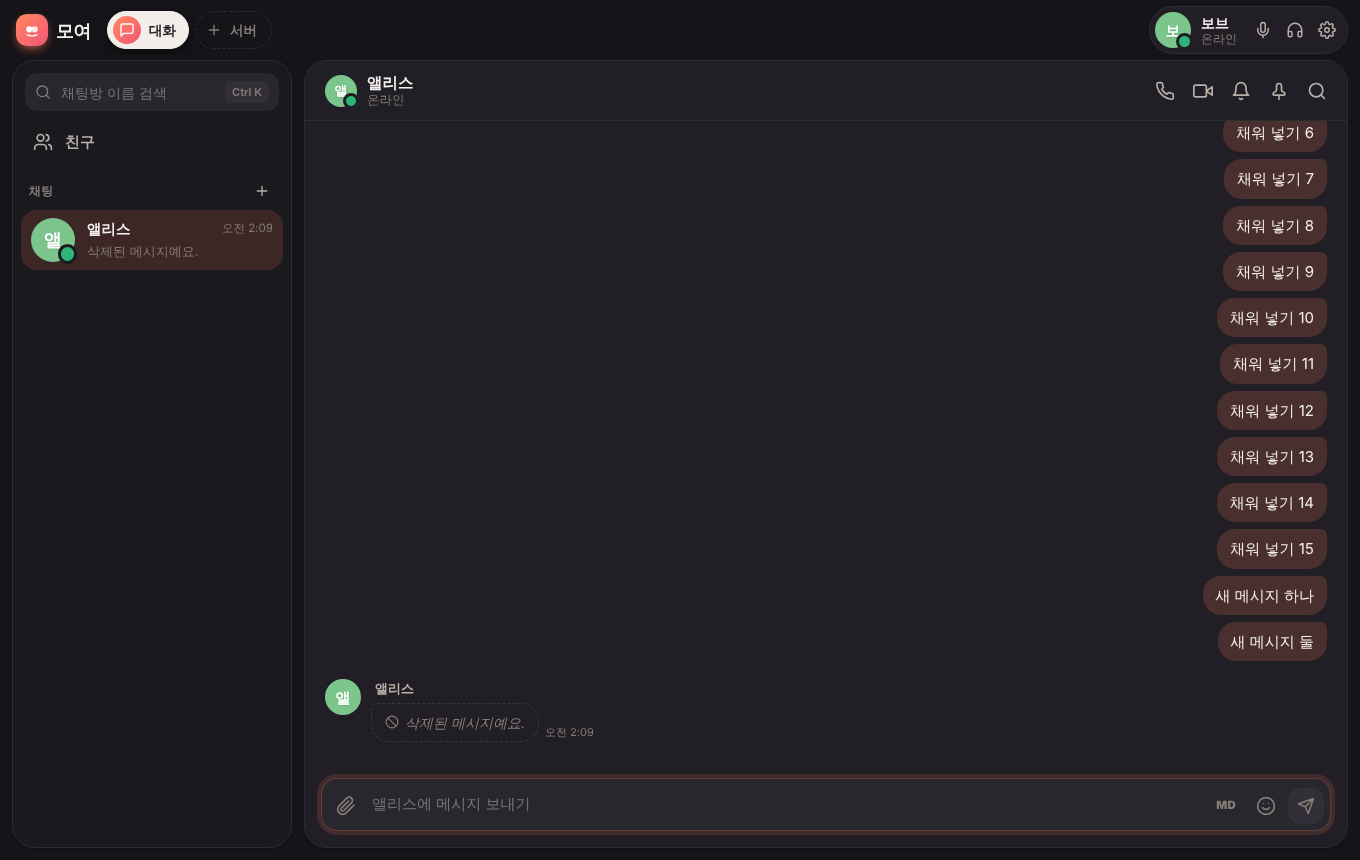 모여
대화
서버
보
보브
온라인
채팅방 이름 검색
Ctrl K
친구
채팅
앨
앨리스
오전 2:09
삭제된 메시지예요.
앨
앨리스
온라인
채워 넣기 6
채워 넣기 7
채워 넣기 8
채워 넣기 9
채워 넣기 10
채워 넣기 11
채워 넣기 12
채워 넣기 13
채워 넣기 14
채워 넣기 15
새 메시지 하나
새 메시지 둘
앨
앨리스
삭제된 메시지예요.
오전 2:09
앨리스에 메시지 보내기
MD